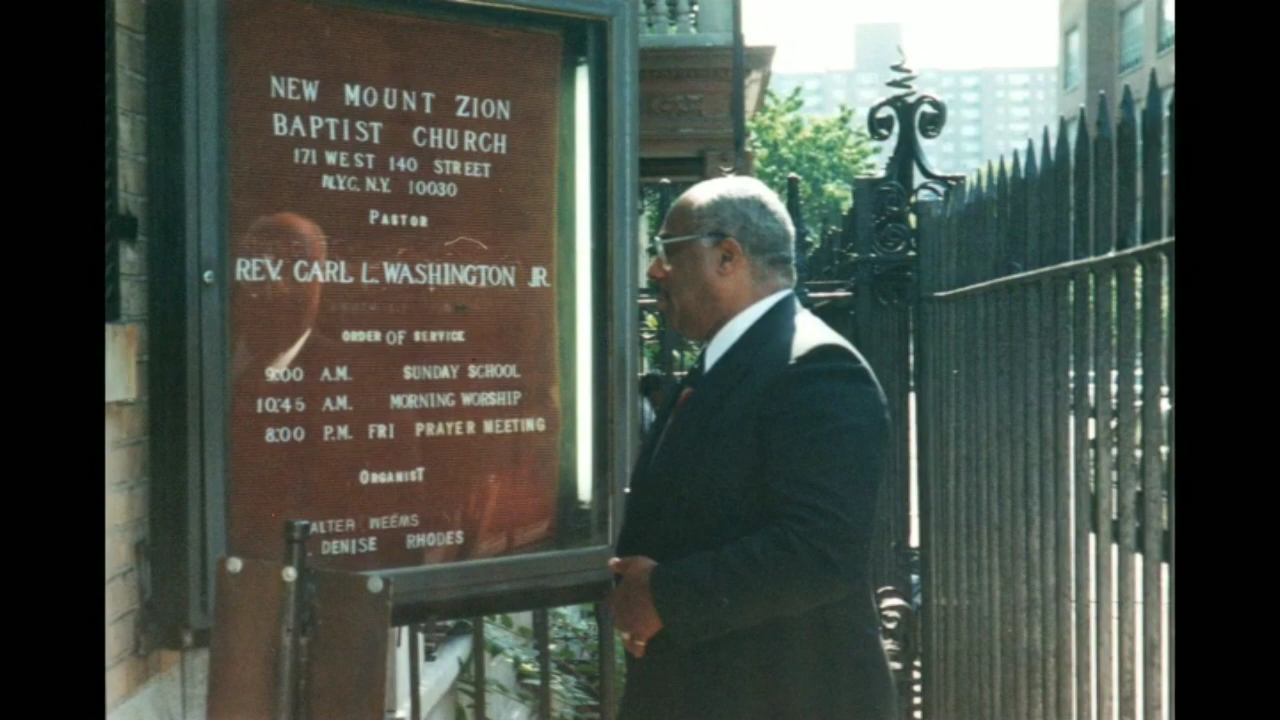 NEW MOUNT ZION
BAPTIST CHURCH
171 WEST 140 STREET
N.Y.C. N.Y. 10030
PASTOR
REV. CARL L. WASHINGTON JR.
ORDER OF SERVICE
9:00 A.M. SUNDAY SCHOOL
10:45 A.M. MORNING WORSHIP
8:00 P.M. FRI PRAYER MEETING
ORGANIST
ALTER WEEMS
DENISE RHODES